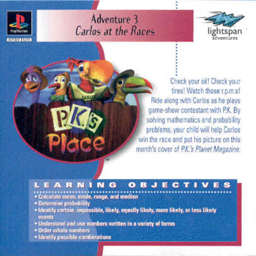 Adventure 3
Carlos at the Races
lightspan
ADVENTURES
PlayStation
P.K.'s
Place
Check your oil! Check your
tires! Watch those r.p.m.s!
Ride along with Carlos as he plays
game-show contestant with P.K. By
solving mathematics and probability
problems, your child will help Carlos
win the race and put his picture on this
month's cover of P.K.'s Planet Magazine.
LEARNING OBJECTIVES
• Calculate mean, mode, range, and median
• Determine probability
• Identify certain, impossible, likely, equally likely, more likely, or less likely
events
• Understand and use numbers written in a variety of forms
• Order whole numbers
• Identify possible combinations